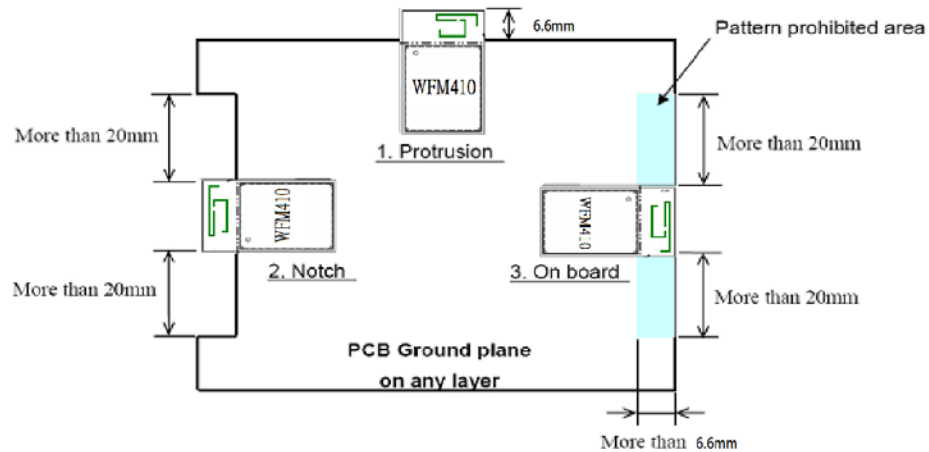 6.6mm
Pattern prohibited area
WFM410
1. Protrusion
More than 20mm
More than 20mm
WFM410
WFM410
2. Notch
3. On board
More than 20mm
More than 20mm
PCB Ground plane
on any layer
More than 6.6mm